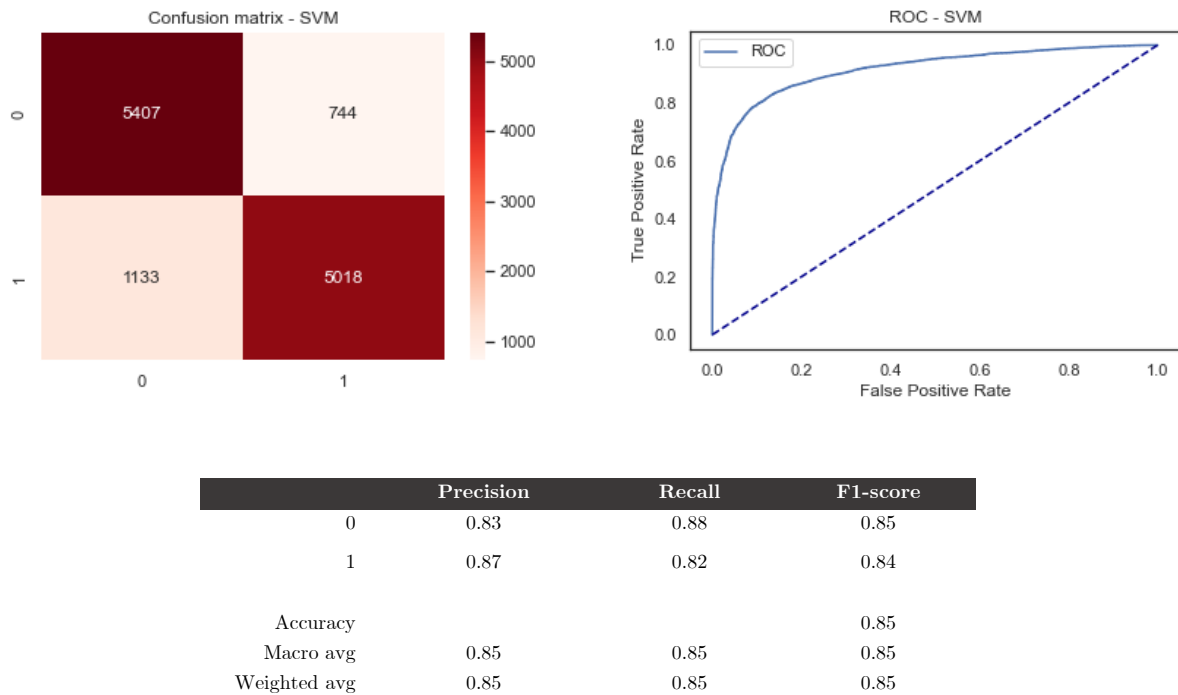 Confusion matrix - SVM
0
5407
744
1
1133
5018
0
1
5000
4000
3000
2000
1000
ROC - SVM
ROC
True Positive Rate
1.0
0.8
0.6
0.4
0.2
0.0
0.0 0.2 0.4 0.6 0.8 1.0
False Positive Rate
Precision Recall F1-score
0 0.83 0.88 0.85
1 0.87 0.82 0.84
Accuracy 0.85
Macro avg 0.85 0.85 0.85
Weighted avg 0.85 0.85 0.85